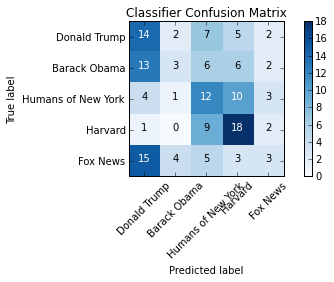 Classifier Confusion Matrix
True label
Donald Trump 14 2 7 5 2
Barack Obama 13 3 6 6 2
Humans of New York 4 1 12 10 3
Harvard 1 0 9 18 2
Fox News 15 4 5 3 3
Donald Trump Barack Obama Humans of New York Harvard Fox News
Predicted label
18
16
14
12
10
8
6
4
2
0